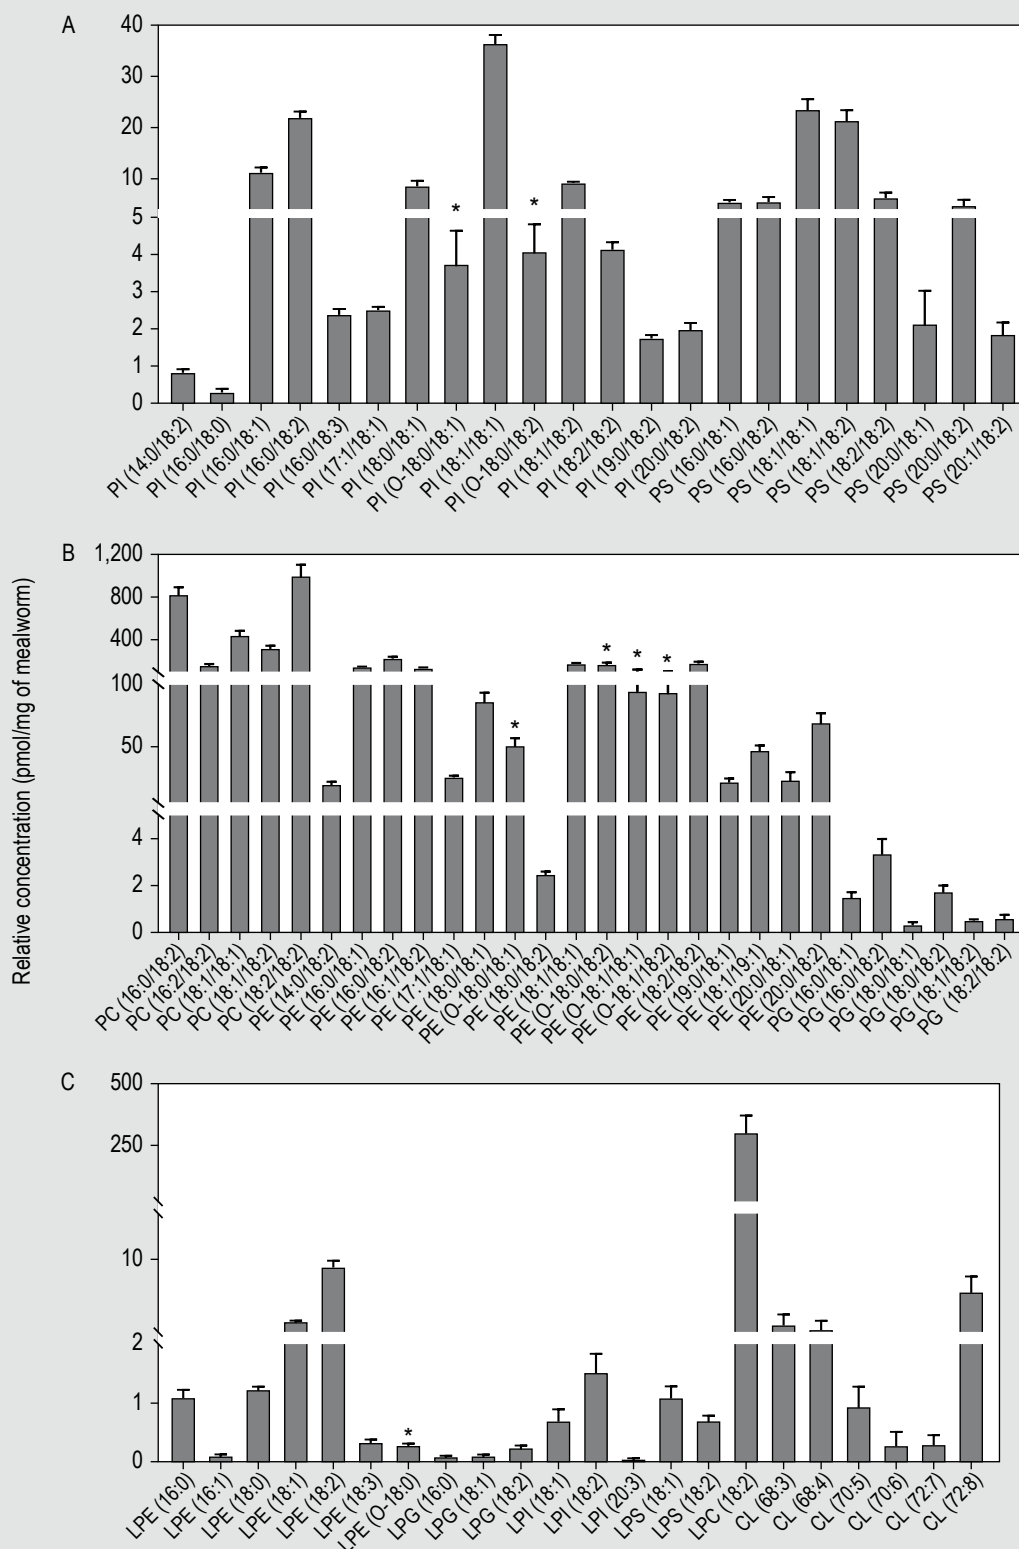 A
40
30
20
10
5
4
3
2
1
0
*
*
PI (14:0/18:2)
PI (16:0/18:0)
PI (16:0/18:1)
PI (16:0/18:2)
PI (16:0/18:3)
PI (17:1/18:1)
PI (18:0/18:1)
PI (O-18:0/18:1)
PI (18:1/18:1)
PI (O-18:0/18:2)
PI (18:1/18:2)
PI (18:2/18:2)
PI (19:0/18:2)
PI (20:0/18:2)
PS (16:0/18:1)
PS (16:0/18:2)
PS (18:1/18:1)
PS (18:1/18:2)
PS (18:2/18:2)
PS (20:0/18:1)
PS (20:0/18:2)
PS (20:1/18:2)
Relative concentration (pmol/mg of mealworm)
B
1,200
800
400
100
50
4
2
0
*
*
*
*
PC (16:0/18:2)
PC (16:2/18:2)
PC (18:1/18:1)
PC (18:1/18:2)
PC (18:2/18:2)
PE (14:0/18:2)
PE (16:0/18:1)
PE (16:0/18:2)
PE (16:1/18:2)
PE (17:1/18:1)
PE (18:0/18:1)
PE (O-18:0/18:1)
PE (18:0/18:2)
PE (18:1/18:1)
PE (O-18:0/18:2)
PE (O-18:1/18:1)
PE (O-18:1/18:2)
PE (18:2/18:2)
PE (19:0/18:1)
PE (18:1/19:1)
PE (20:0/18:1)
PE (20:0/18:2)
PG (16:0/18:1)
PG (16:0/18:2)
PG (18:0/18:1)
PG (18:0/18:2)
PG (18:1/18:2)
PG (18:2/18:2)
C
500
250
10
2
1
0
*
LPE (16:0)
LPE (16:1)
LPE (18:0)
LPE (18:1)
LPE (18:2)
LPE (18:3)
LPE (O-18:0)
LPG (16:0)
LPG (18:1)
LPG (18:2)
LPI (18:1)
LPI (18:2)
LPI (20:3)
LPS (18:1)
LPS (18:2)
LPC (18:2)
CL (68:3)
CL (68:4)
CL (70:5)
CL (70:6)
CL (72:7)
CL (72:8)